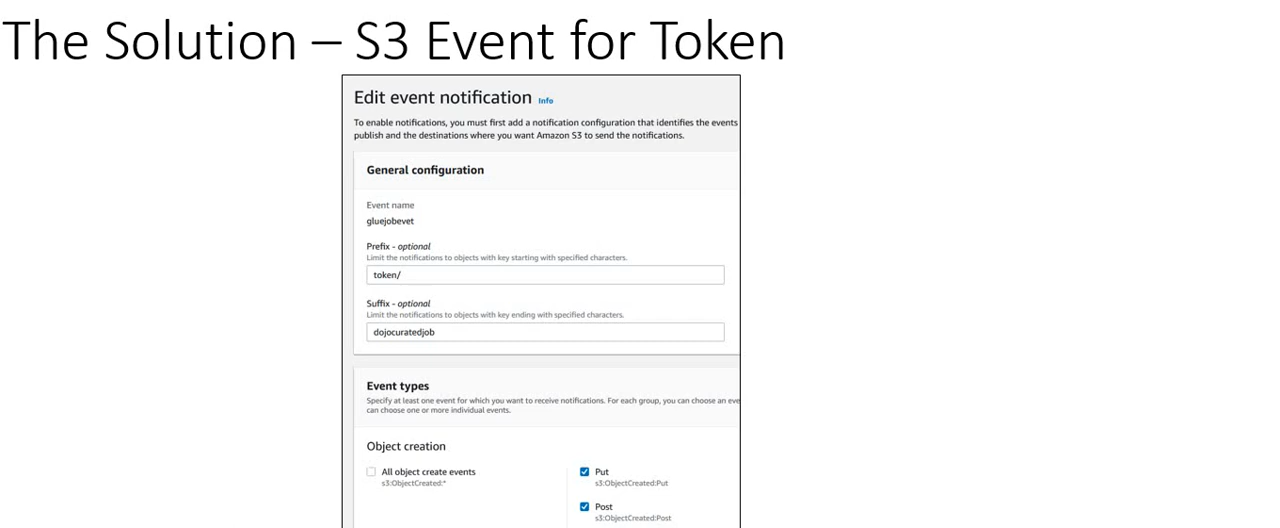 The Solution – S3 Event for Token
Edit event notification Info
To enable notifications, you must first add a notification configuration that identifies the events
publish and the destinations where you want Amazon S3 to send the notifications.
General configuration
Event name
gluejobevet
Prefix - optional
Limit the notifications to objects with key starting with specified characters.
token/
Suffix - optional
Limit the notifications to objects with key ending with specified characters.
dojocuratedjob
Event types
Specify at least one event for which you want to receive notifications. For each group, you can choose an eve
can choose one or more individual events.
Object creation
All object create events
s3:ObjectCreated:*
Put
s3:ObjectCreated:Put
Post
s3:ObjectCreated:Post